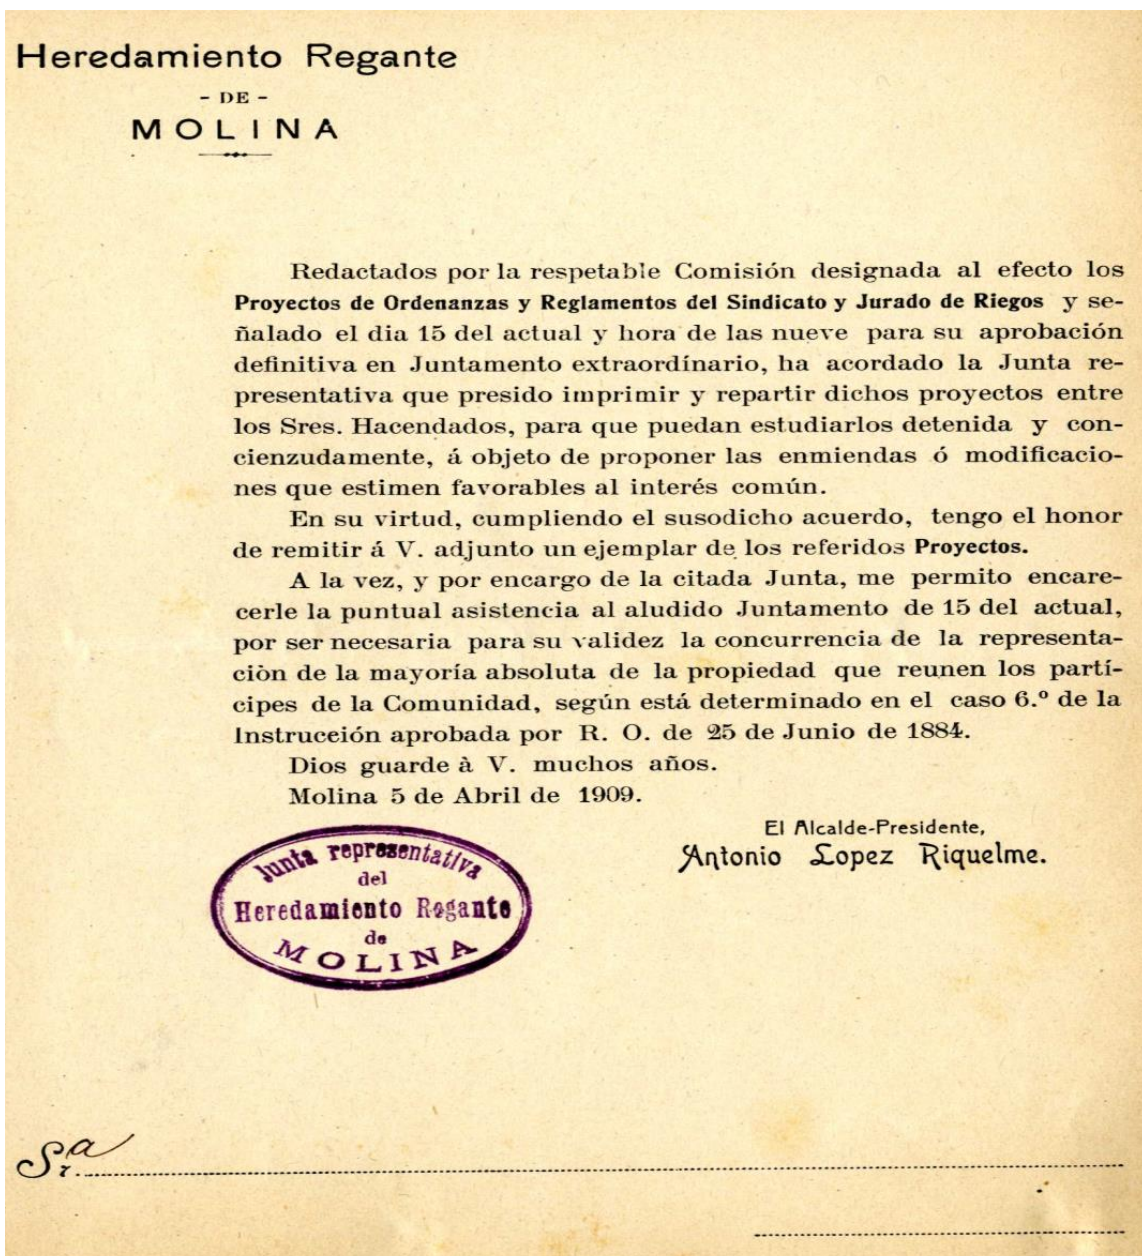 Heredamiento Regante
- DE -
MOLINA
Redactados por la respetable Comisión designada al efecto los
Proyectos de Ordenanzas y Reglamentos del Sindicato y Jurado de Riegos y se-
ñalado el dia 15 del actual y hora de las nueve para su aprobación
definitiva en Juntamento extraordínario, ha acordado la Junta re-
presentativa que presido imprimir y repartir dichos proyectos entre
los Sres. Hacendados, para que puedan estudiarlos detenida y con-
cienzudamente, á objeto de proponer las enmiendas ó modificacio-
nes que estimen favorables al interés común.
En su virtud, cumpliendo el susodicho acuerdo, tengo el honor
de remitir á V. adjunto un ejemplar de los referidos Proyectos.
A la vez, y por encargo de la citada Junta, me permito encare-
cerle la puntual asistencia al aludido Juntamento de 15 del actual,
por ser necesaria para su validez la concurrencia de la representa-
ciòn de la mayoría absoluta de la propiedad que reunen los partí-
cipes de la Comunidad, según está determinado en el caso 6.º de la
Instruceión aprobada por R. O. de 25 de Junio de 1884.
Dios guarde à V. muchos años.
Molina 5 de Abril de 1909.
El Alcalde-Presidente,
Antonio Lopez Riquelme.
Junta representativa
del
Heredamiento Regante
de
MOLINA
Sr.a